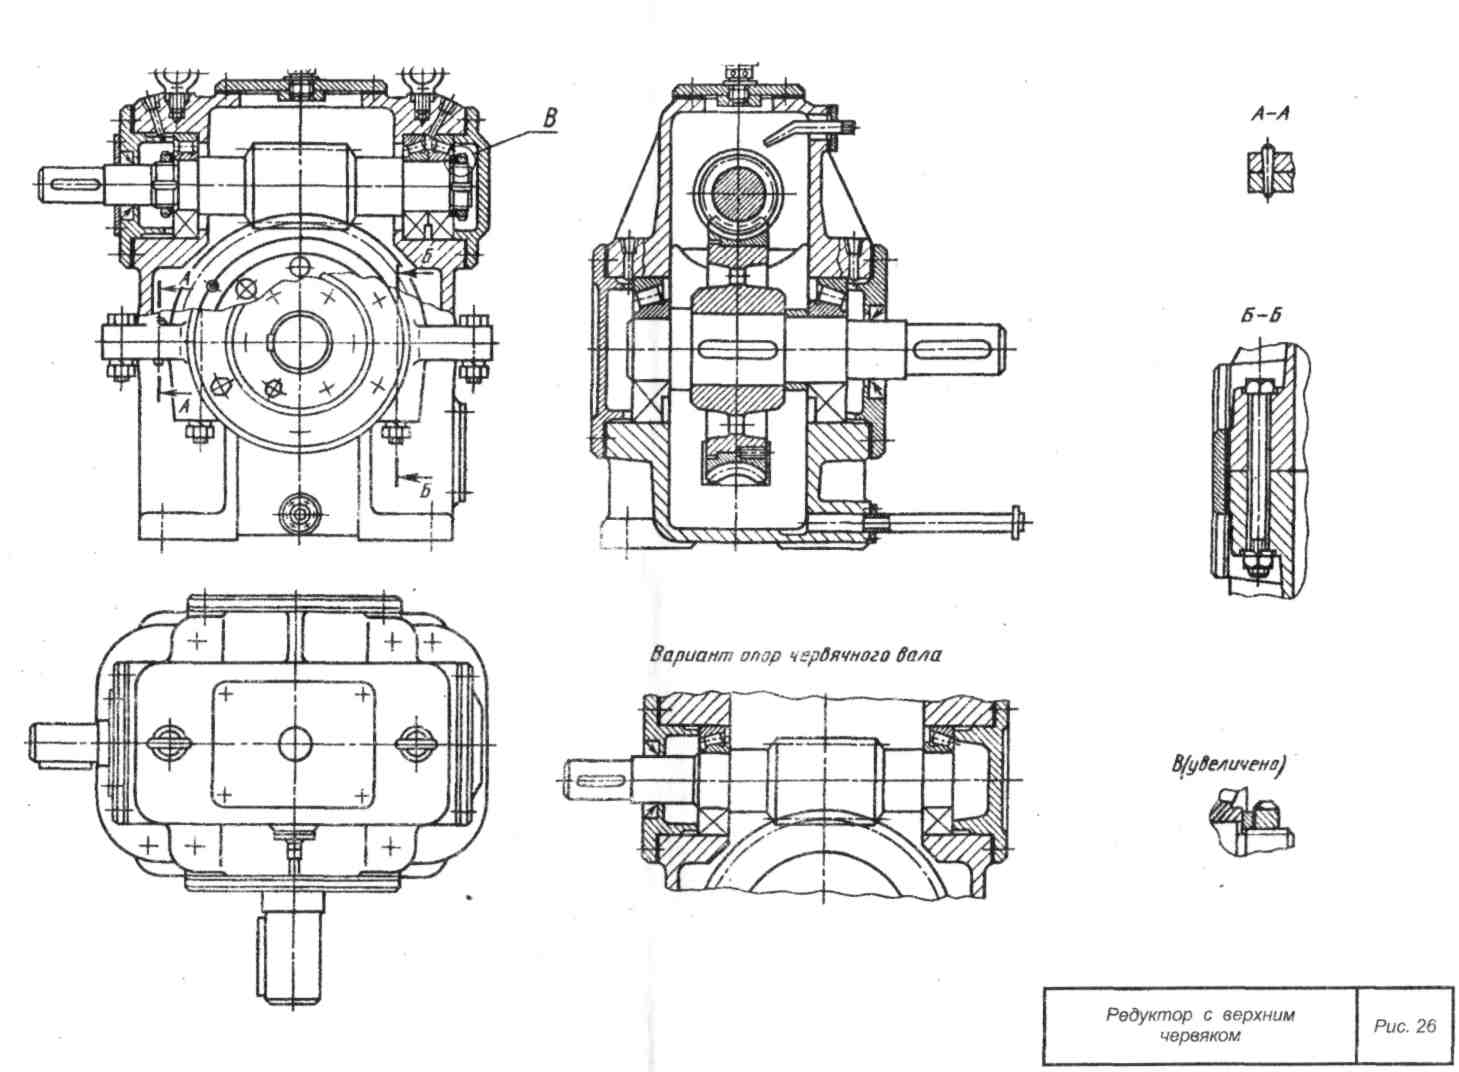 В
А–А
Б
А
Б–Б
А
Б
Вариант опор червячного вала
В(увеличено)
Редуктор с верхним
червяком
Рис. 26